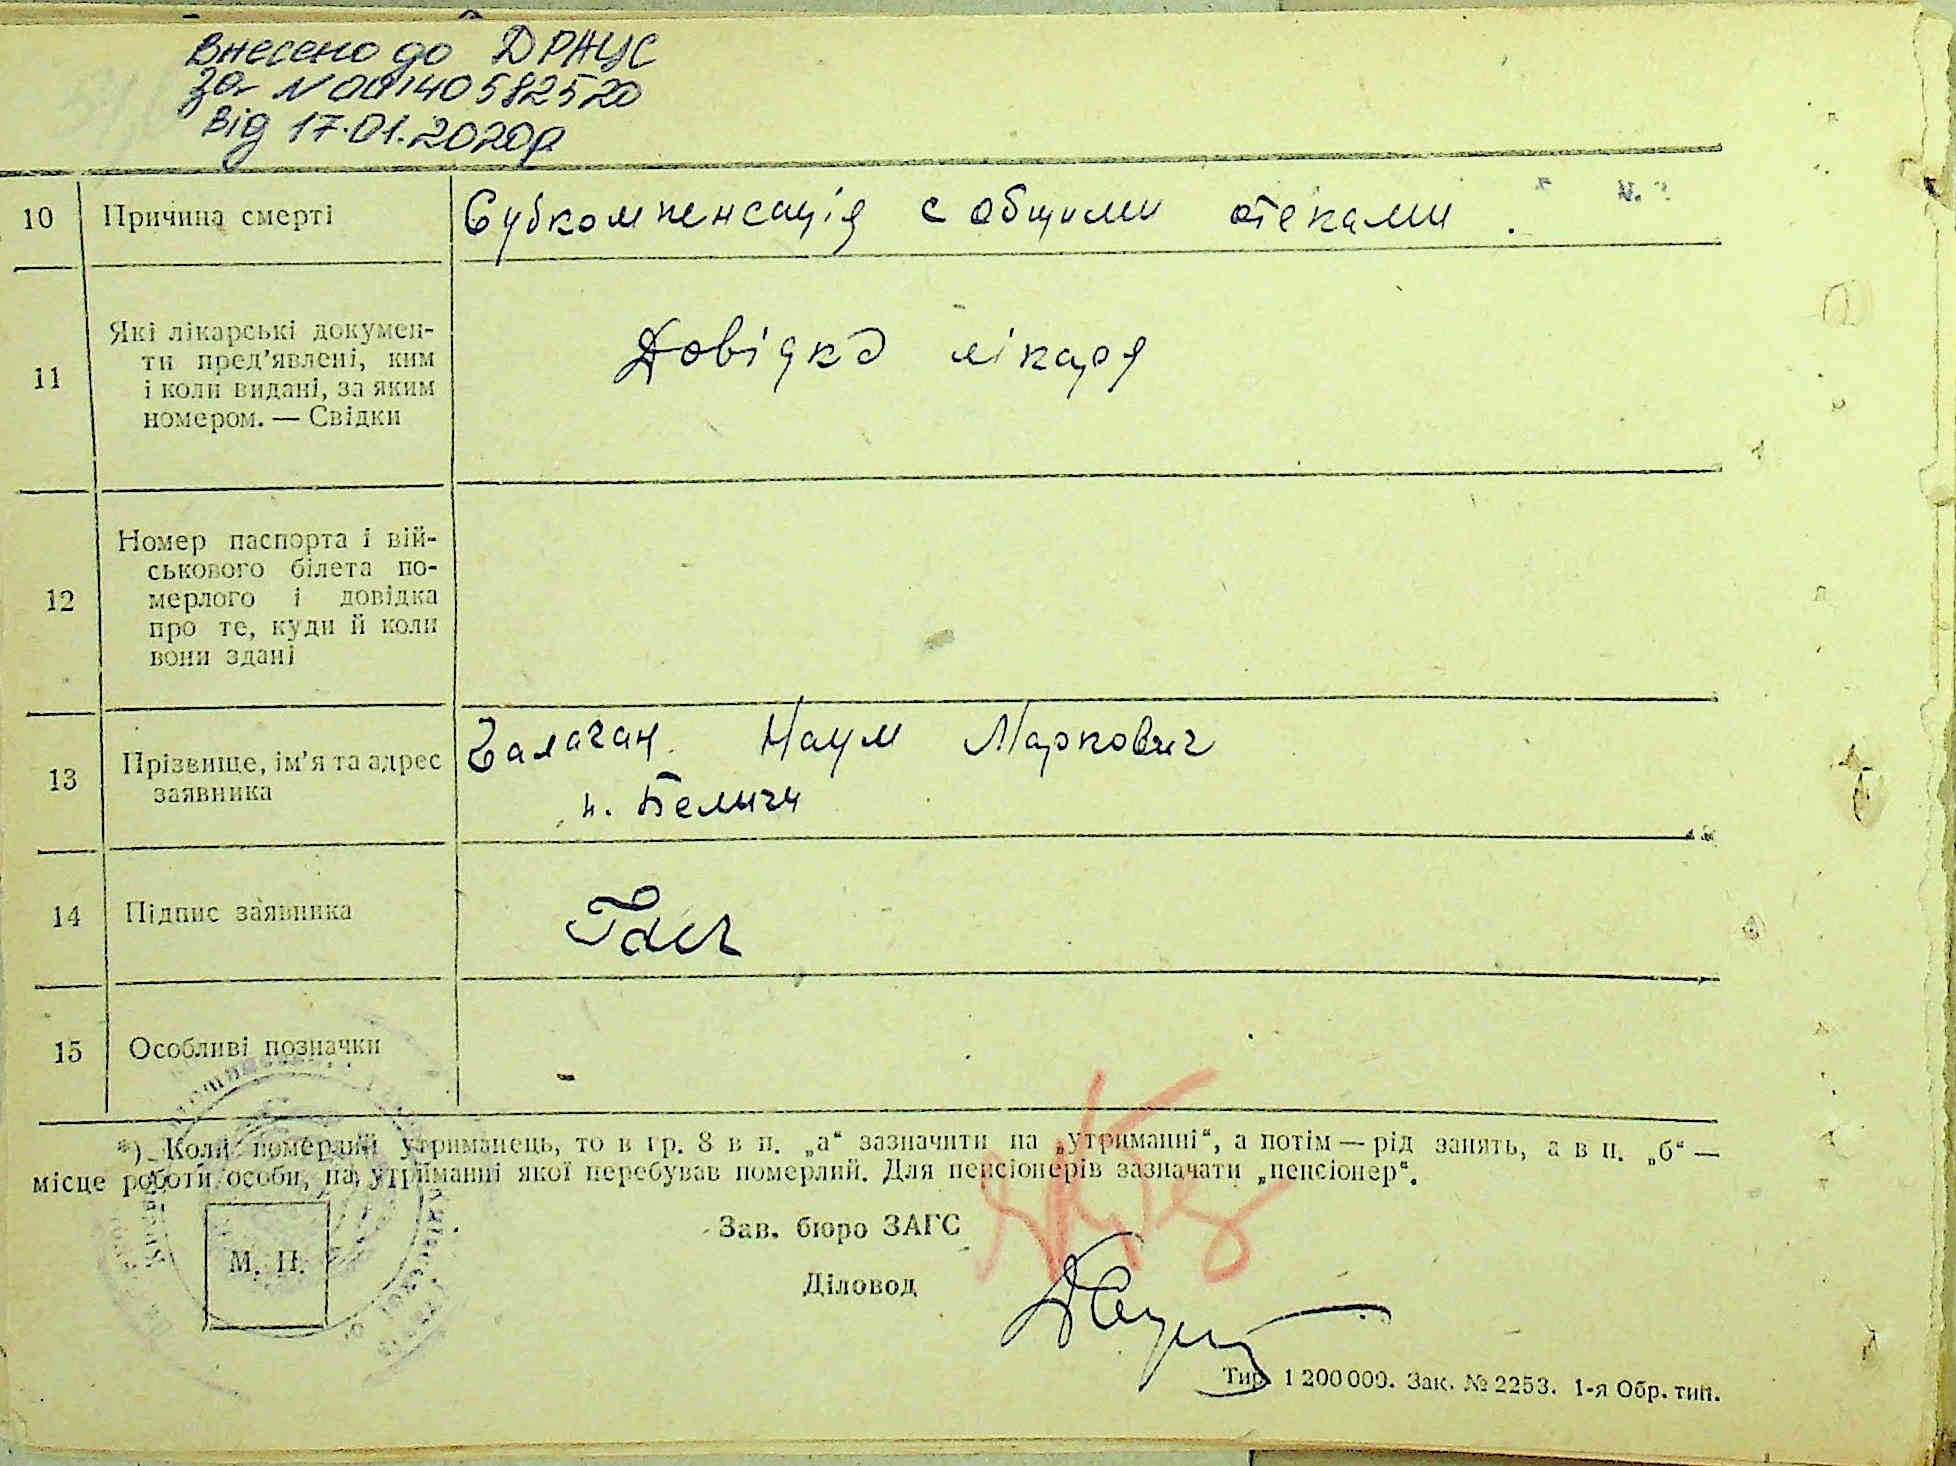 Внесено до ДРАЦС
за N 00140582520
від 17.01.2020р
10 Причина смерті Субкомпенсація с общими отеками.
11 Які лікарські докумен-
ти пред'явлені, ким
і коли видані, за яким
номером. — Свідки
Довідка лікаря
12 Номер паспорта і вій-
ськового білета по-
мерлого і довідка
про те, куди й коли
вони здані
13 Прізвище, ім'я та адрес
заявника
Наум Маркович
Беличи
14 Підпис заявника
15 Особливі позначки
*) Коли померлий утриманець, то в гр. 8 в п. „а“ зазначити на „утриманні“, а потім — рід занять, а в п. „б“ —
місце роботи особи, на утриманні якої перебував померлий. Для пенсіонерів зазначати „пенсіонер“.
Зав. бюро ЗАГС
М. П.
Діловод
Тир. 1 200 000. Зак. № 2253. 1-я Обр. тип.